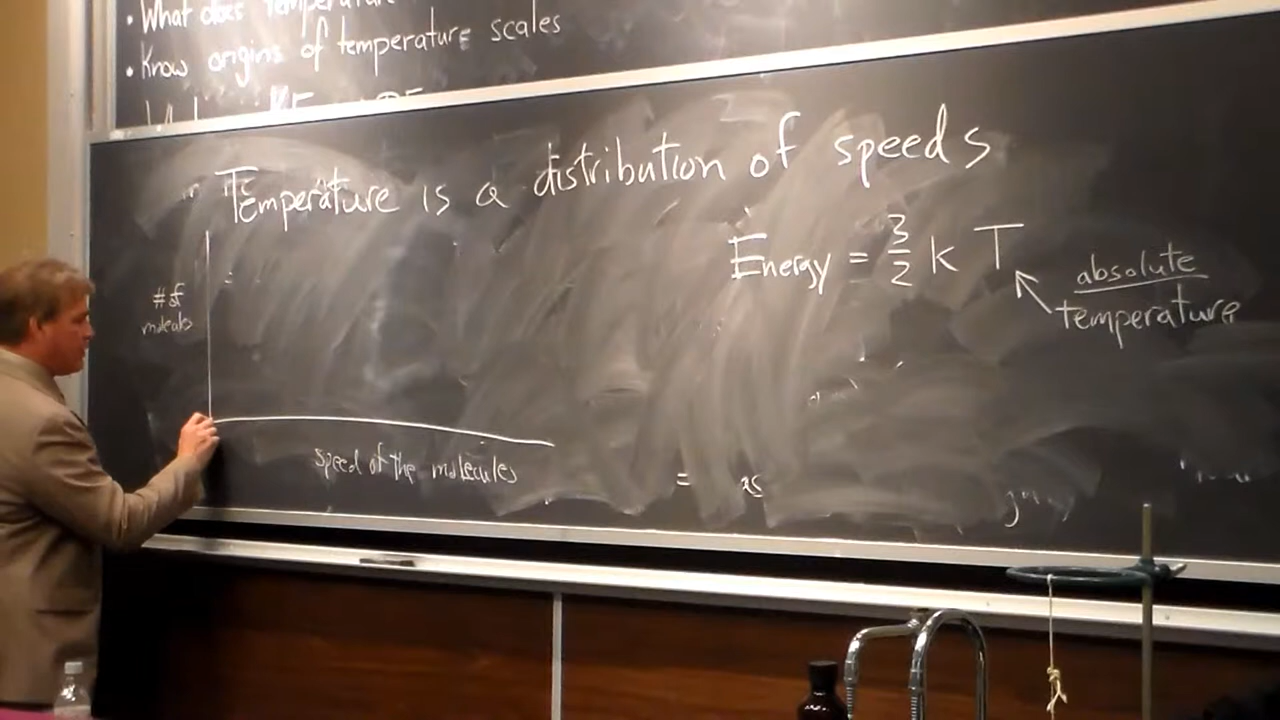 • What does temperature
• Know origins of temperature scales
KE
Temperature is a distribution of speeds
Energy = 3/2 k T
absolute
temperature
# of
molecules
speed of the molecules